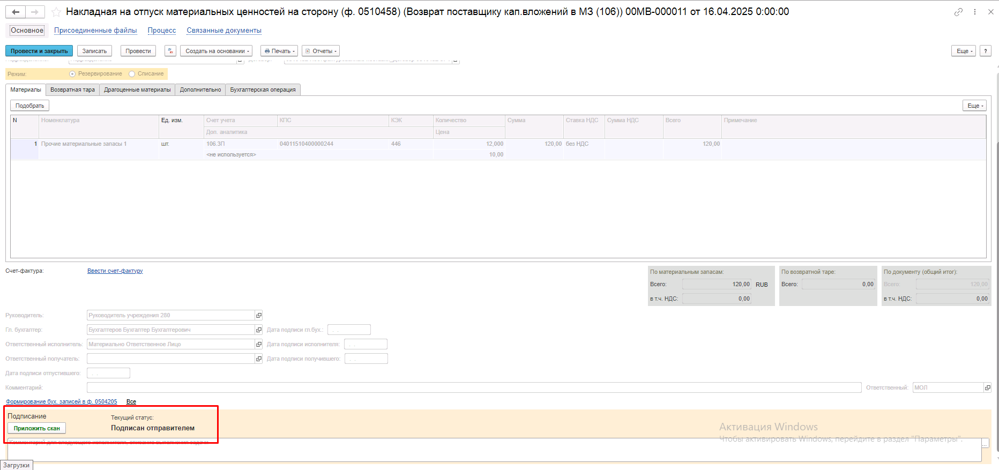 Накладная на отпуск материальных ценностей на сторону (ф. 0510458) (Возврат поставщику кап.вложений в МЗ (106)) 00МВ-000011 от 16.04.2025 0:00:00
Основное Присоединенные файлы Процесс Связанные документы
Провести и закрыть Записать Провести Дт Кт Создать на основании Печать Отчеты Еще ?
Режим: Резервирование Списание
Материалы Возвратная тара Драгоценные материалы Дополнительно Бухгалтерская операция
Подобрать Еще
N Номенклатура Ед. изм. Счет учета КПС КЭК Количество Сумма Ставка НДС Сумма НДС Всего Примечание
Доп. аналитика Цена
1 Прочие материальные запасы 1 шт. 106.3П 04011510400000244 446 12,000 120,00 без НДС 120,00
<не используется> 10,00
Счет-фактура: Ввести счет-фактуру
По материальным запасам: По возвратной таре: По документу (общий итог):
Всего: 120,00 RUB Всего: 0,00 Всего: 120,00
в т.ч. НДС: 0,00 в т.ч. НДС: 0,00
Руководитель: Руководитель учреждения 280
Гл. бухгалтер: Бухгалтеров Бухгалтер Бухгалтерович Дата подписи гл.бух.: . .
Ответственный исполнитель: Материально Ответственное Лицо Дата подписи исполнителя: . .
Ответственный получатель: Дата подписи получившего: . .
Дата подписи отпустившего: . .
Комментарий: Ответственный: МОЛ
Формирование бух. записей в ф. 0504205 Все
Подписание Текущий статус:
Приложить скан Подписан отправителем
Комментарий для следующего исполнителя, описание выполнения задачи
...
Активация Windows
Чтобы активировать Windows, перейдите в раздел "Параметры".
Загрузки